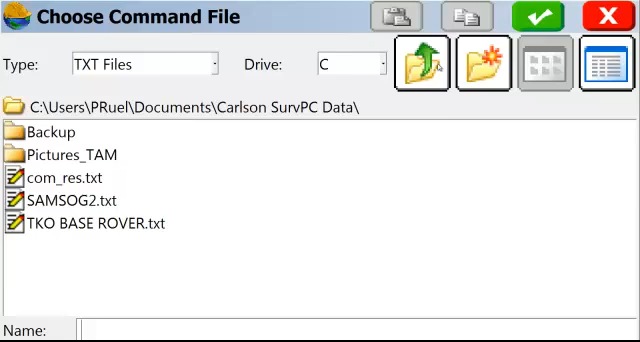 Choose Command File
Type: TXT Files Drive: C
C:\Users\PRuel\Documents\Carlson SurvPC Data\
Backup
Pictures_TAM
com_res.txt
SAMSOG2.txt
TKO BASE ROVER.txt
Name: